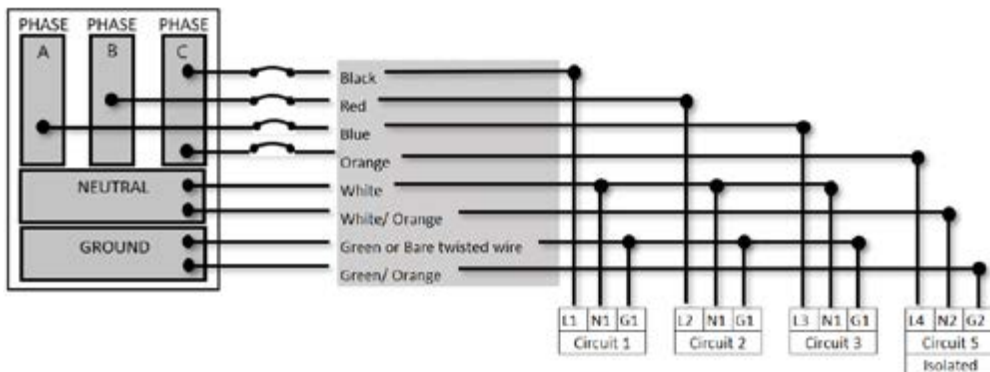 PHASE PHASE PHASE
A B C
NEUTRAL
GROUND
Black
Red
Blue
Orange
White
White/ Orange
Green or Bare twisted wire
Green/ Orange
L1 N1 G1
Circuit 1
L2 N1 G1
Circuit 2
L3 N1 G1
Circuit 3
L4 N2 G2
Circuit 5
Isolated